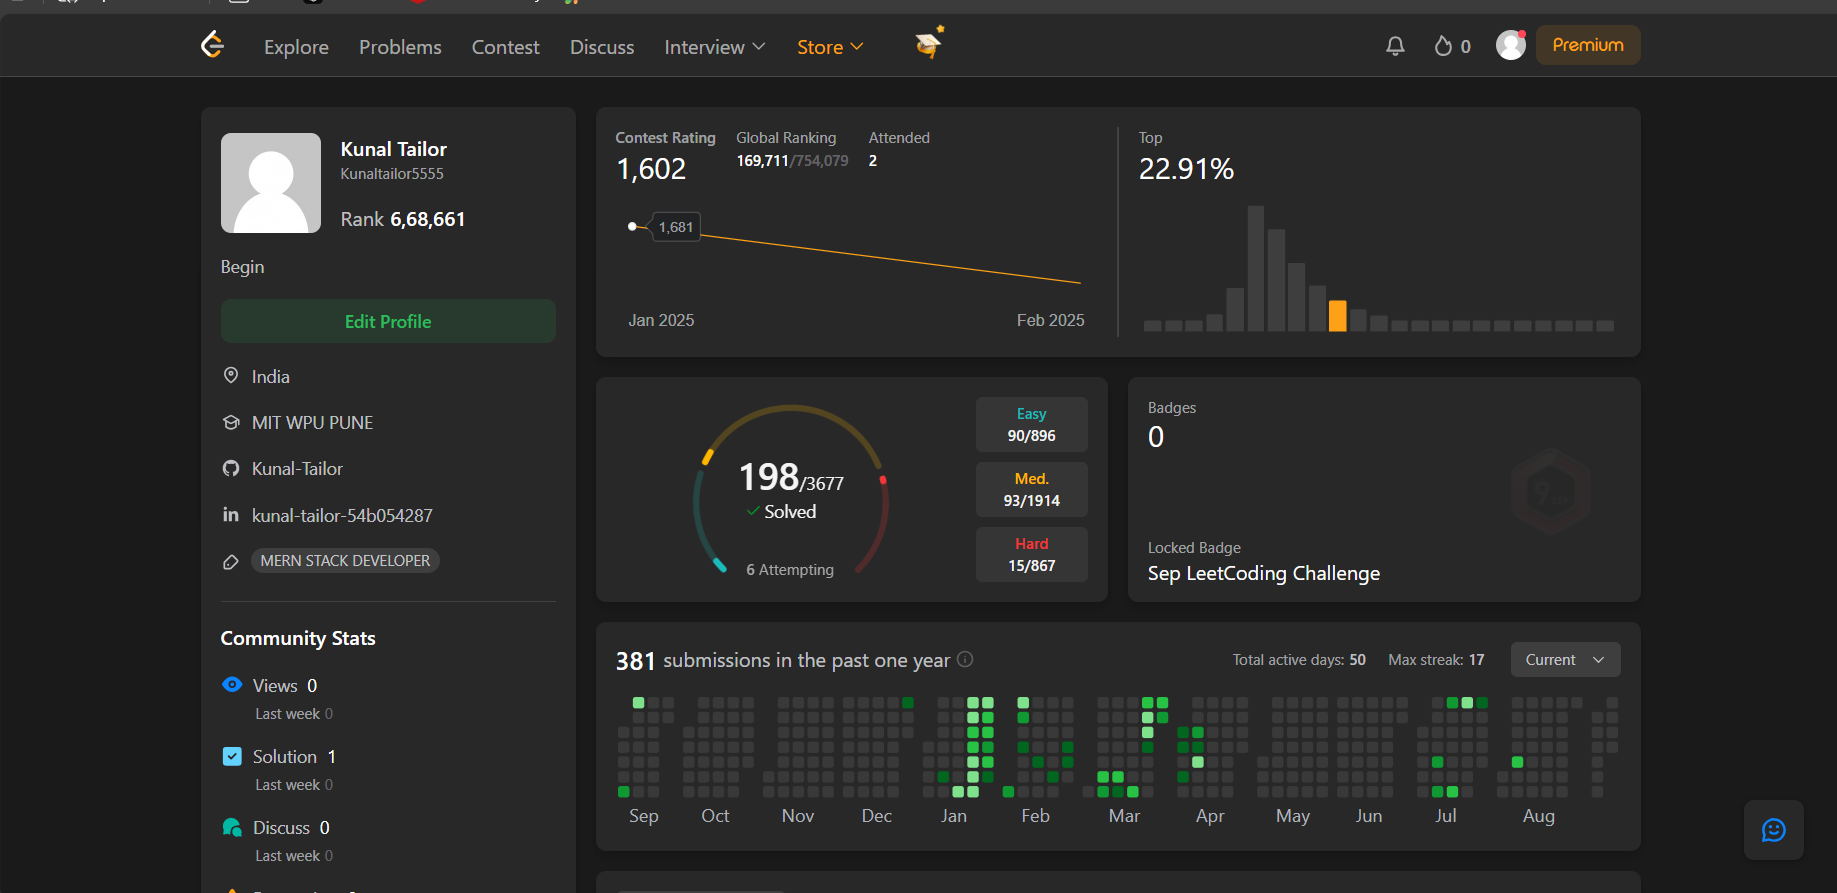 Explore Problems Contest Discuss Interview Store 0 Premium
Kunal Tailor
Kunaltailor5555
Rank 6,68,661
Begin
Edit Profile
India
MIT WPU PUNE
Kunal-Tailor
kunal-tailor-54b054287
MERN STACK DEVELOPER
Community Stats
Views 0
Last week 0
Solution 1
Last week 0
Discuss 0
Last week 0
Contest Rating Global Ranking Attended
1,602 169,711/754,079 2
1,681
Jan 2025 Feb 2025
Top
22.91%
198/3677
Solved
6 Attempting
Easy
90/896
Med.
93/1914
Hard
15/867
Badges
0
Locked Badge
Sep LeetCoding Challenge
381 submissions in the past one year Total active days: 50 Max streak: 17 Current
Sep Oct Nov Dec Jan Feb Mar Apr May Jun Jul Aug